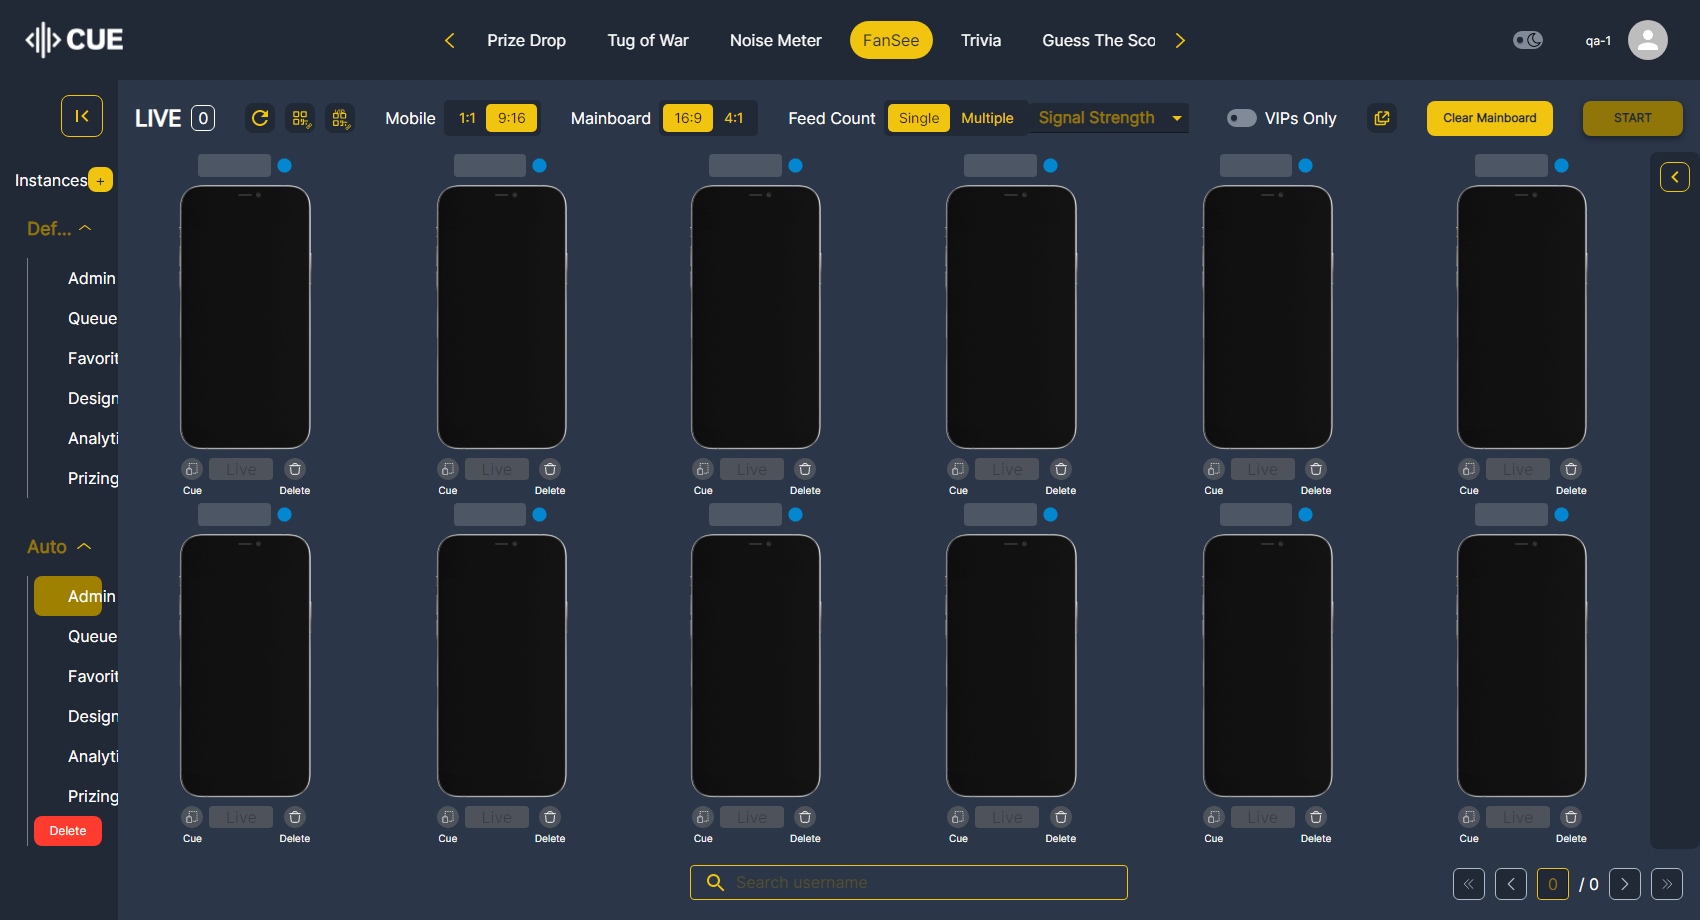 CUE
Prize Drop Tug of War Noise Meter FanSee Trivia Guess The Sco
qa-1
LIVE 0 Mobile 1:1 9:16 Mainboard 16:9 4:1 Feed Count Single Multiple Signal Strength VIPs Only Clear Mainboard START
Instances +
Def...
Admin
Queue
Favorit
Design
Analyti
Prizing
Auto
Admin
Queue
Favorit
Design
Analyti
Prizing
Delete
Live Live Live Live Live Live
Cue Delete Cue Delete Cue Delete Cue Delete Cue Delete Cue Delete
Live Live Live Live Live Live
Cue Delete Cue Delete Cue Delete Cue Delete Cue Delete Cue Delete
Search username
0 / 0